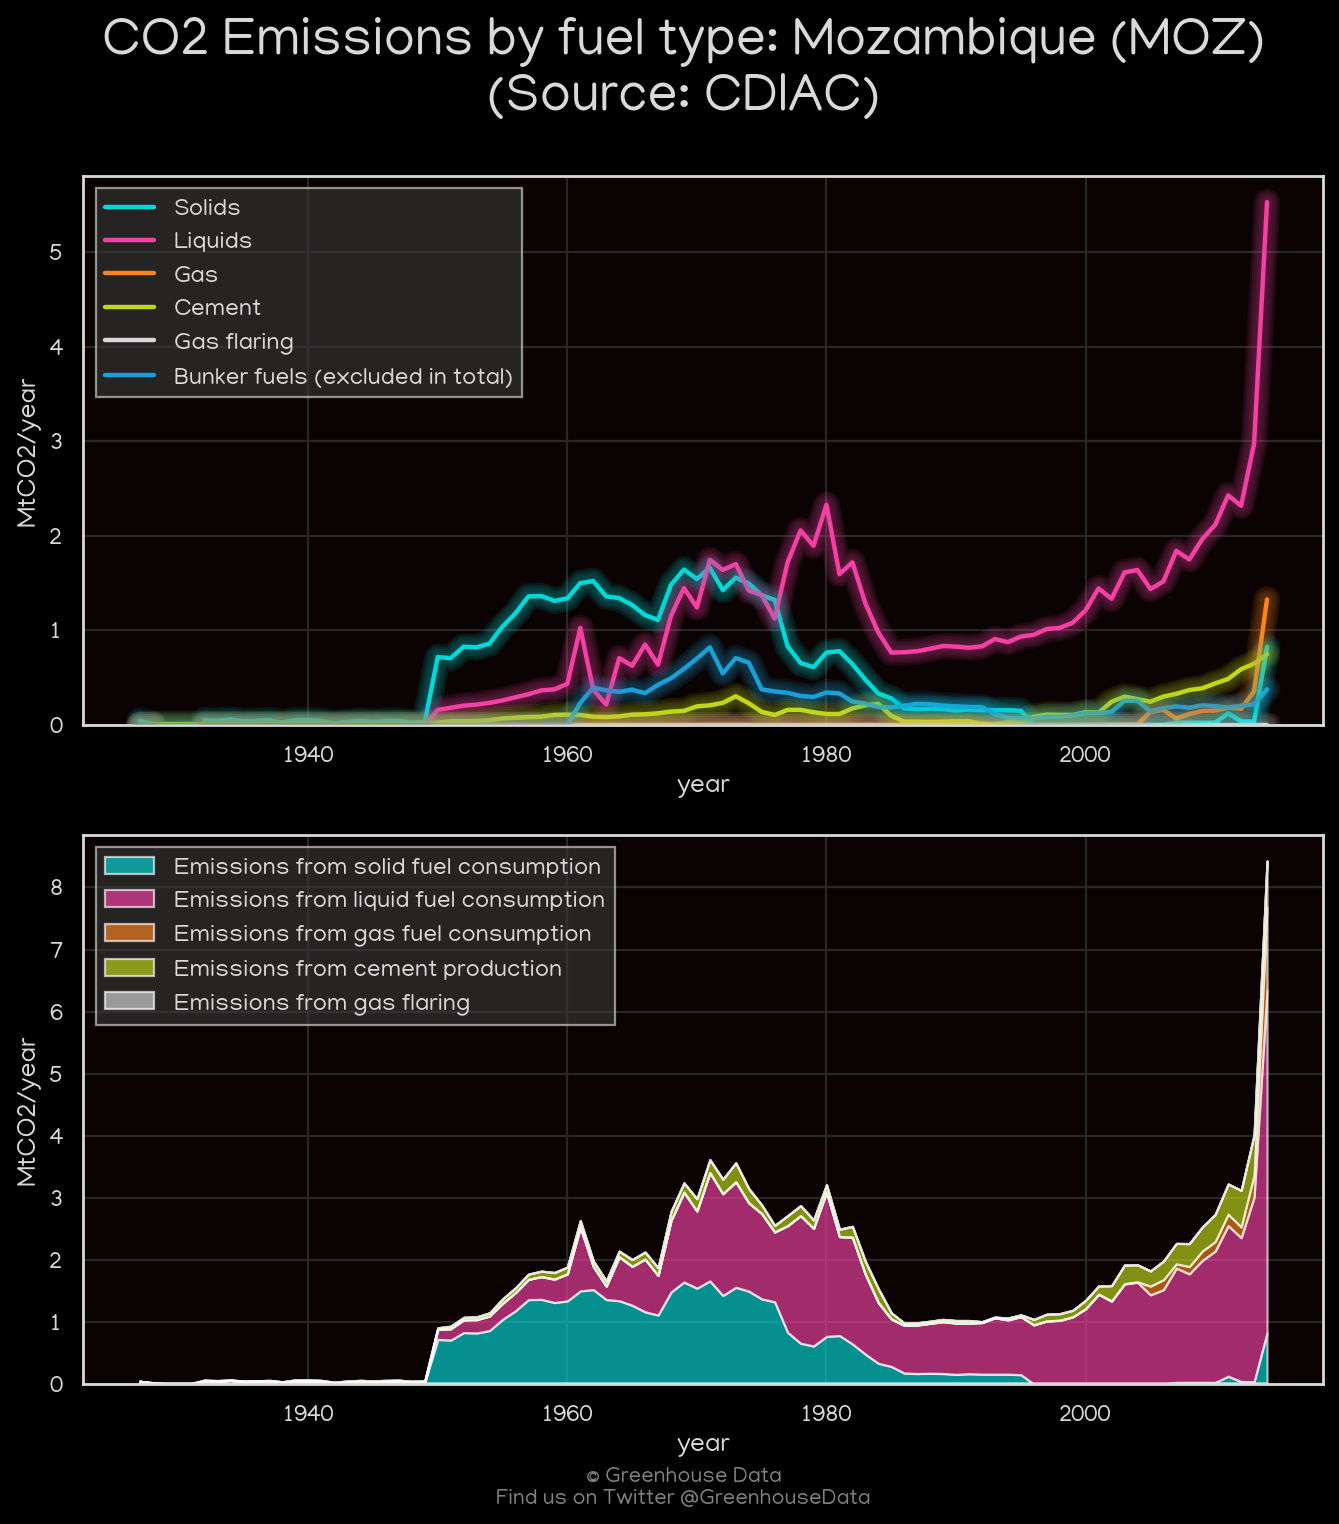 CO2 Emissions by fuel type: Mozambique (MOZ)
(Source: CDIAC)
Solids
Liquids
Gas
Cement
Gas flaring
Bunker fuels (excluded in total)
5
4
3
2
1
0
MtCO2/year
1940
1960
1980
2000
year
Emissions from solid fuel consumption
Emissions from liquid fuel consumption
Emissions from gas fuel consumption
Emissions from cement production
Emissions from gas flaring
8
7
6
5
4
3
2
1
0
MtCO2/year
1940
1960
1980
2000
year
© Greenhouse Data
Find us on Twitter @GreenhouseData